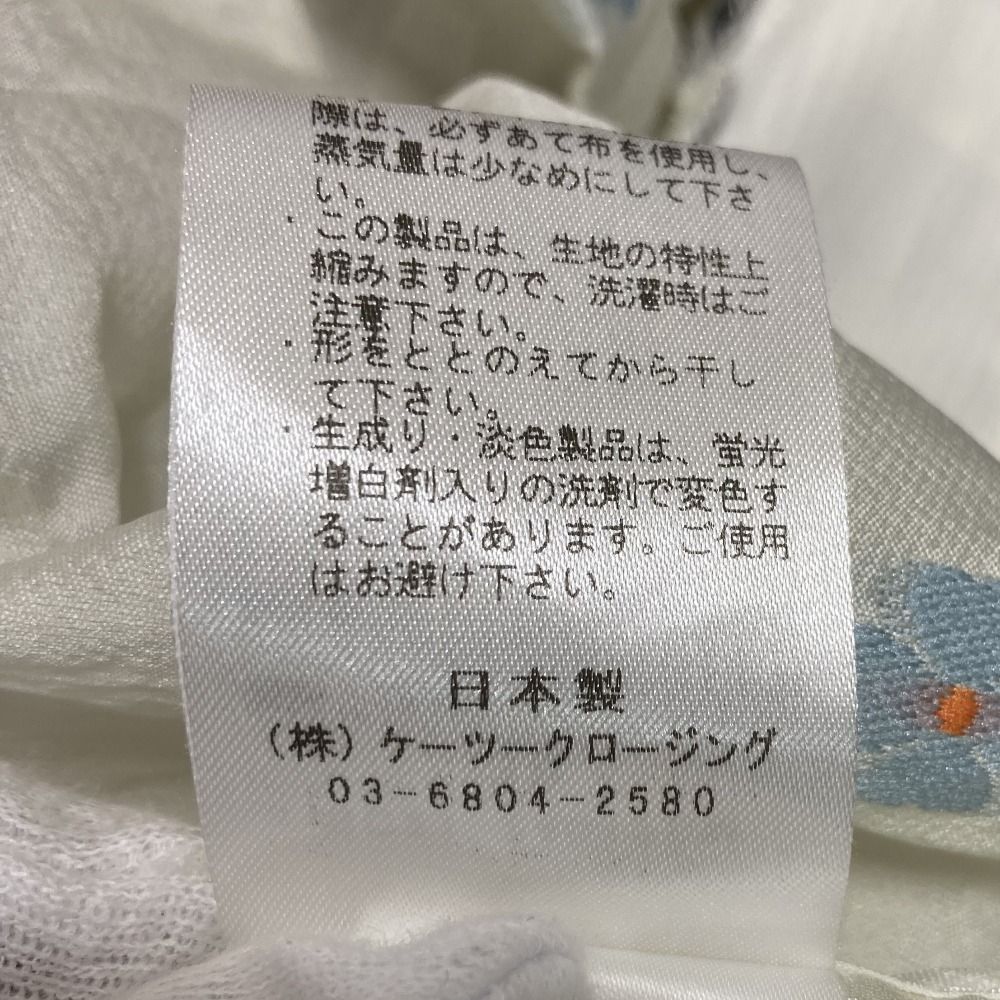 際は、必ずあて布を使用し、
蒸気量は少なめにして下さ
い。
・この製品は、生地の特性上
縮みますので、洗濯時はご
注意下さい。
・形をととのえてから干し
て下さい。
・生成り・淡色製品は、蛍光
増白剤入りの洗剤で変色す
ることがあります。ご使用
はお避け下さい。
日本製
（株）ケーツークロージング
03-6804-2580